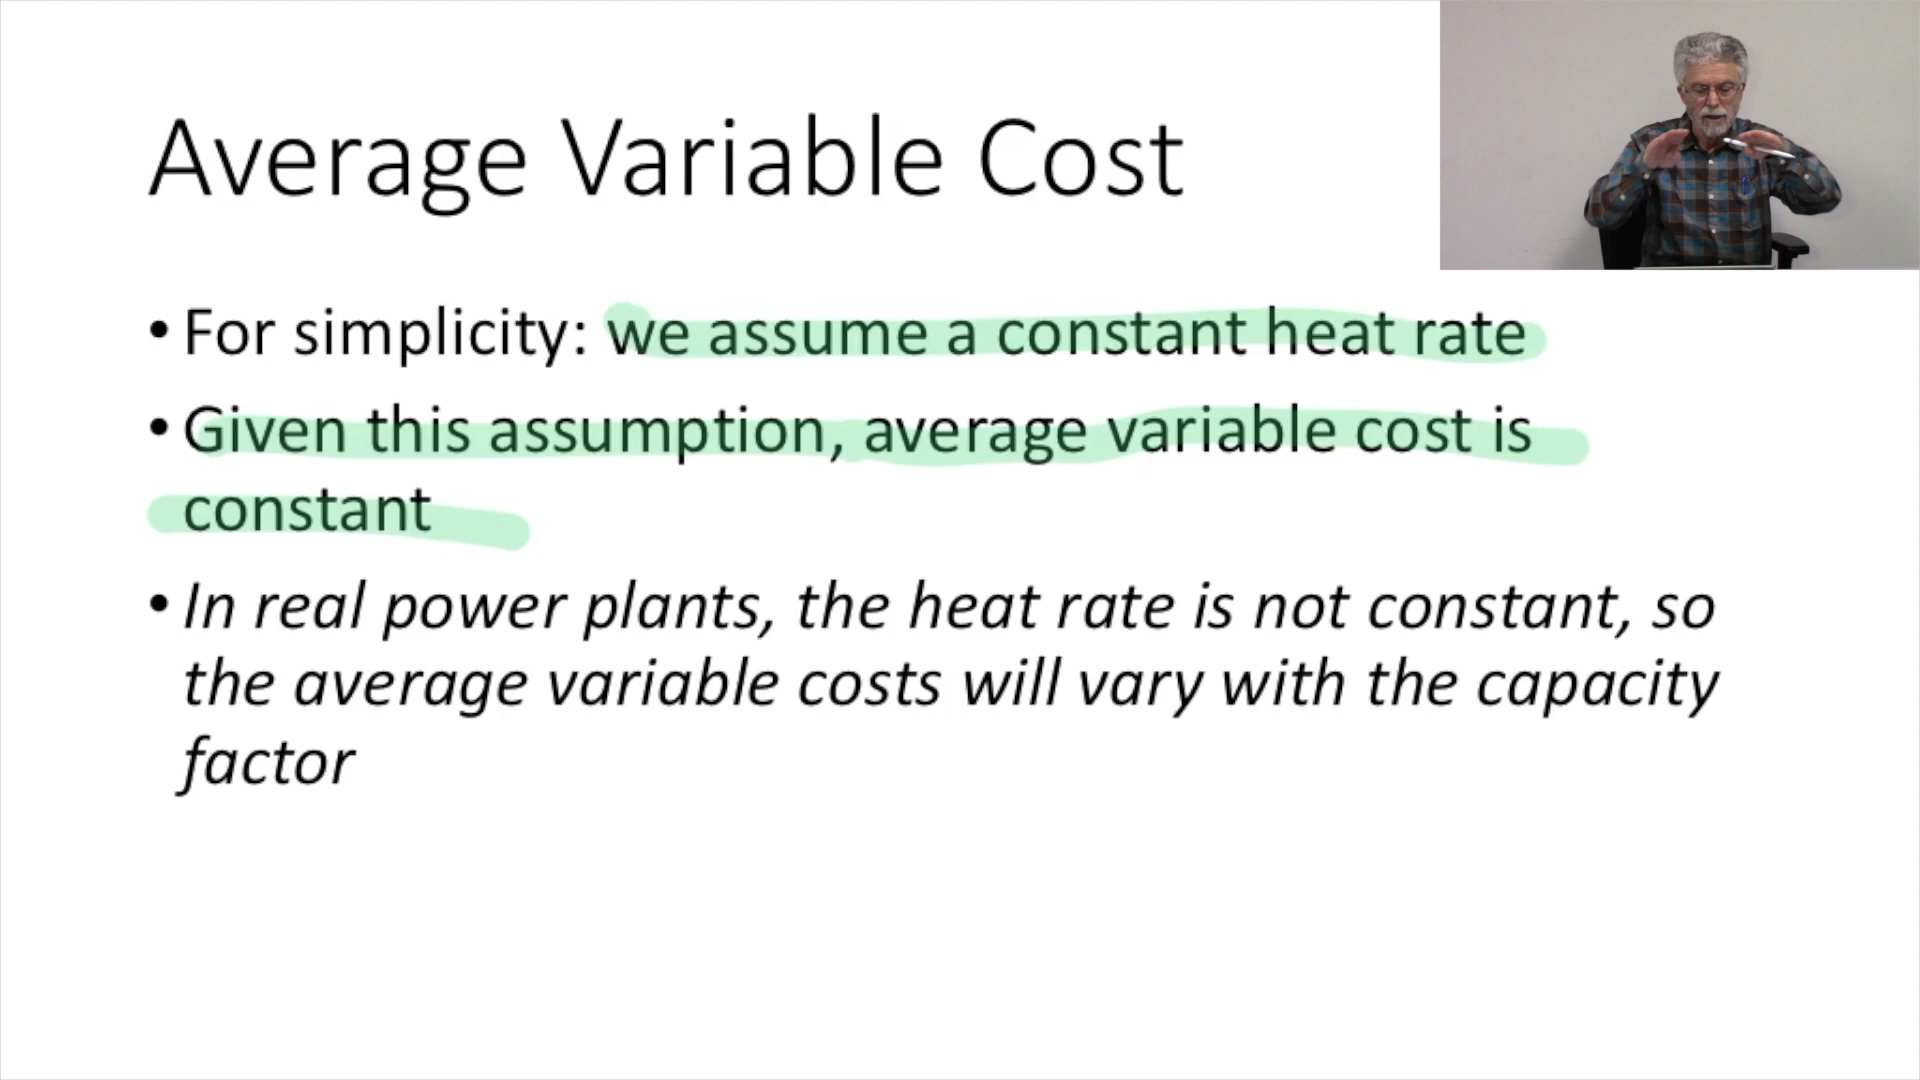 Average Variable Cost
• For simplicity: we assume a constant heat rate
• Given this assumption, average variable cost is
constant
• In real power plants, the heat rate is not constant, so
the average variable costs will vary with the capacity
factor